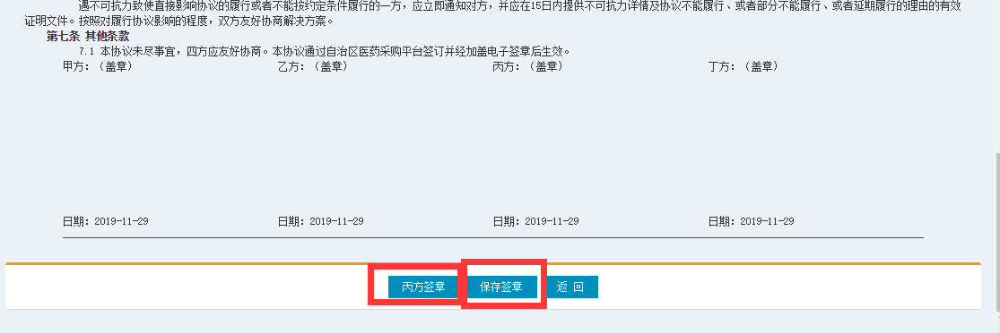 遇不可抗力致使直接影响协议的履行或者不能按约定条件履行的一方，应立即通知对方，并应在15日内提供不可抗力详情及协议不能履行、或者部分不能履行、或者延期履行的理由的有效
证明文件。按照对履行协议影响的程度，双方友好协商解决方案。
第七条 其他条款
7.1 本协议未尽事宜，四方应友好协商。本协议通过自治区医药采购平台签订并经加盖电子签章后生效。
甲方：（盖章） 乙方：（盖章） 丙方：（盖章） 丁方：（盖章）
日期：2019-11-29 日期：2019-11-29 日期：2019-11-29 日期：2019-11-29
丙方签章 保存签章 返 回